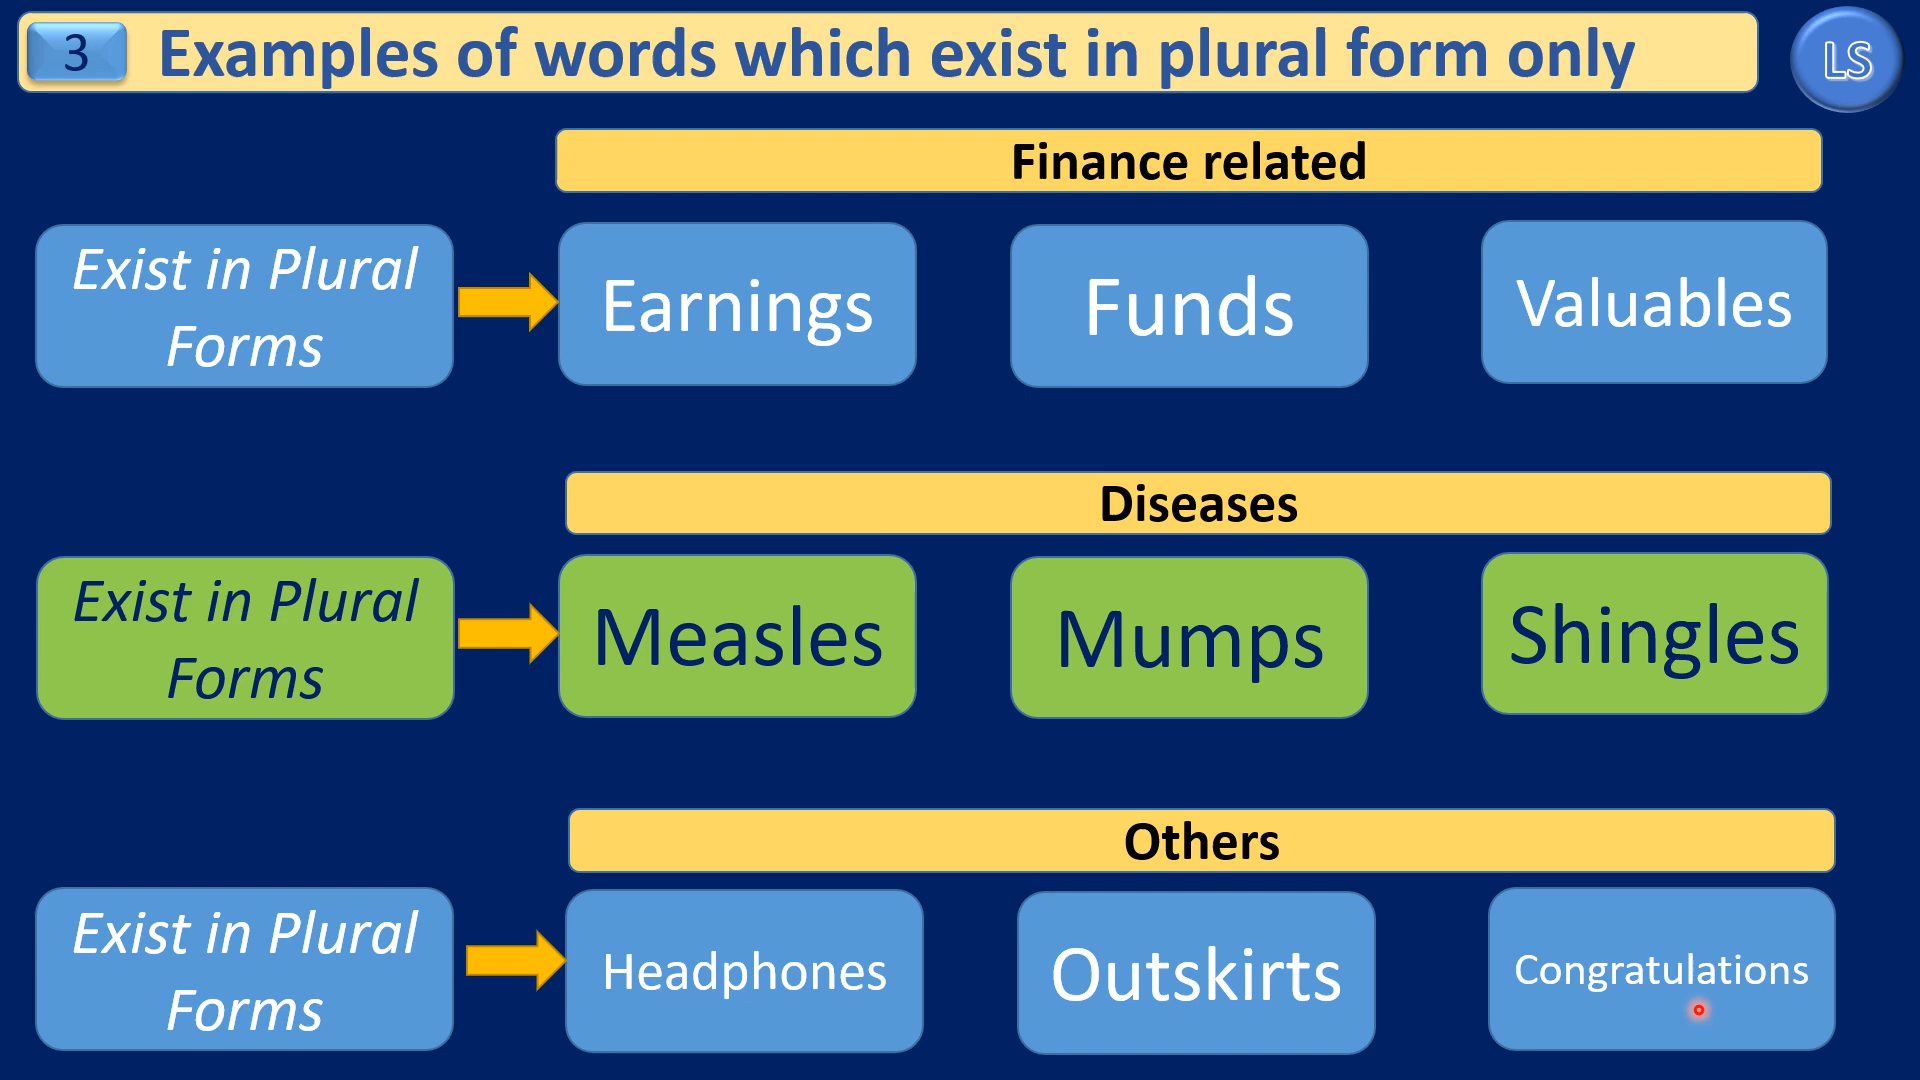 3
Examples of words which exist in plural form only
LS
Finance related
Exist in Plural
Forms
Earnings
Funds
Valuables
Diseases
Exist in Plural
Forms
Measles
Mumps
Shingles
Others
Exist in Plural
Forms
Headphones
Outskirts
Congratulations